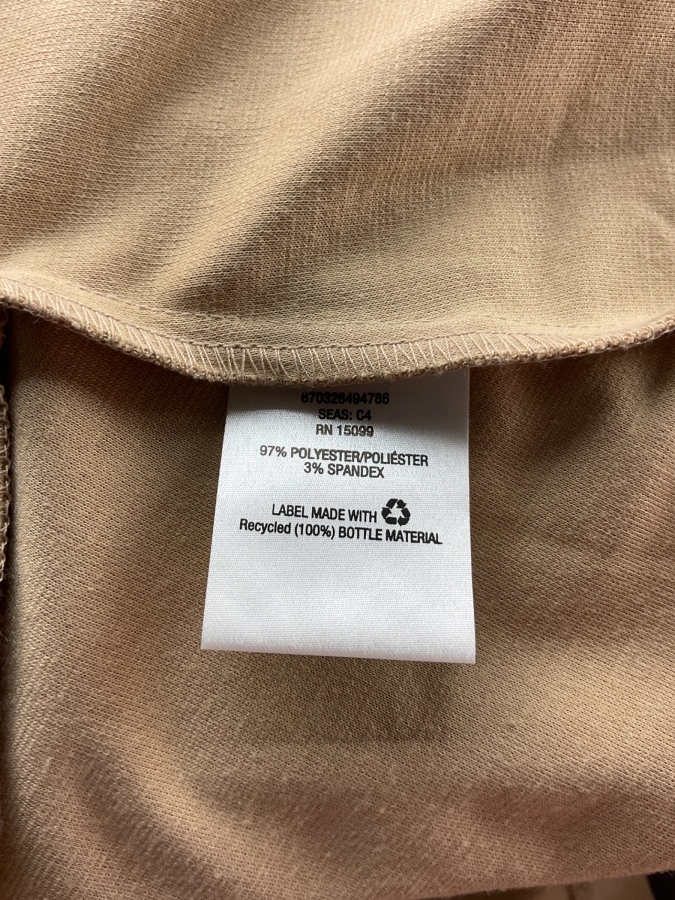 870326494786
SEAS: C4
RN 15099
97% POLYESTER/POLIÉSTER
3% SPANDEX
LABEL MADE WITH
Recycled (100%) BOTTLE MATERIAL